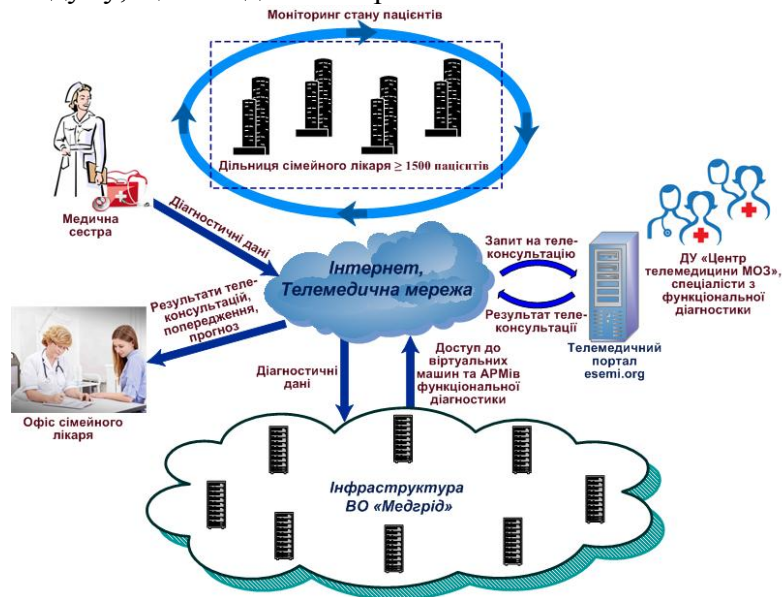 Моніторинг стану пацієнтів
Дільниця сімейного лікаря ≥ 1500 пацієнтів
Медична
сестра
Діагностичні дані
Інтернет,
Телемедична мережа
Запит на теле-
консультацію
Результат теле-
консультації
Телемедичний
портал
esemi.org
ДУ «Центр
телемедицини МОЗ»,
спеціалісти з
функціональної
діагностики
Результати теле-
консультацій,
попередження,
прогноз
Офіс сімейного
лікаря
Діагностичні
дані
Доступ до
віртуальних
машин та АРМів
функціональної
діагностики
Інфраструктура
ВО «Медгрід»